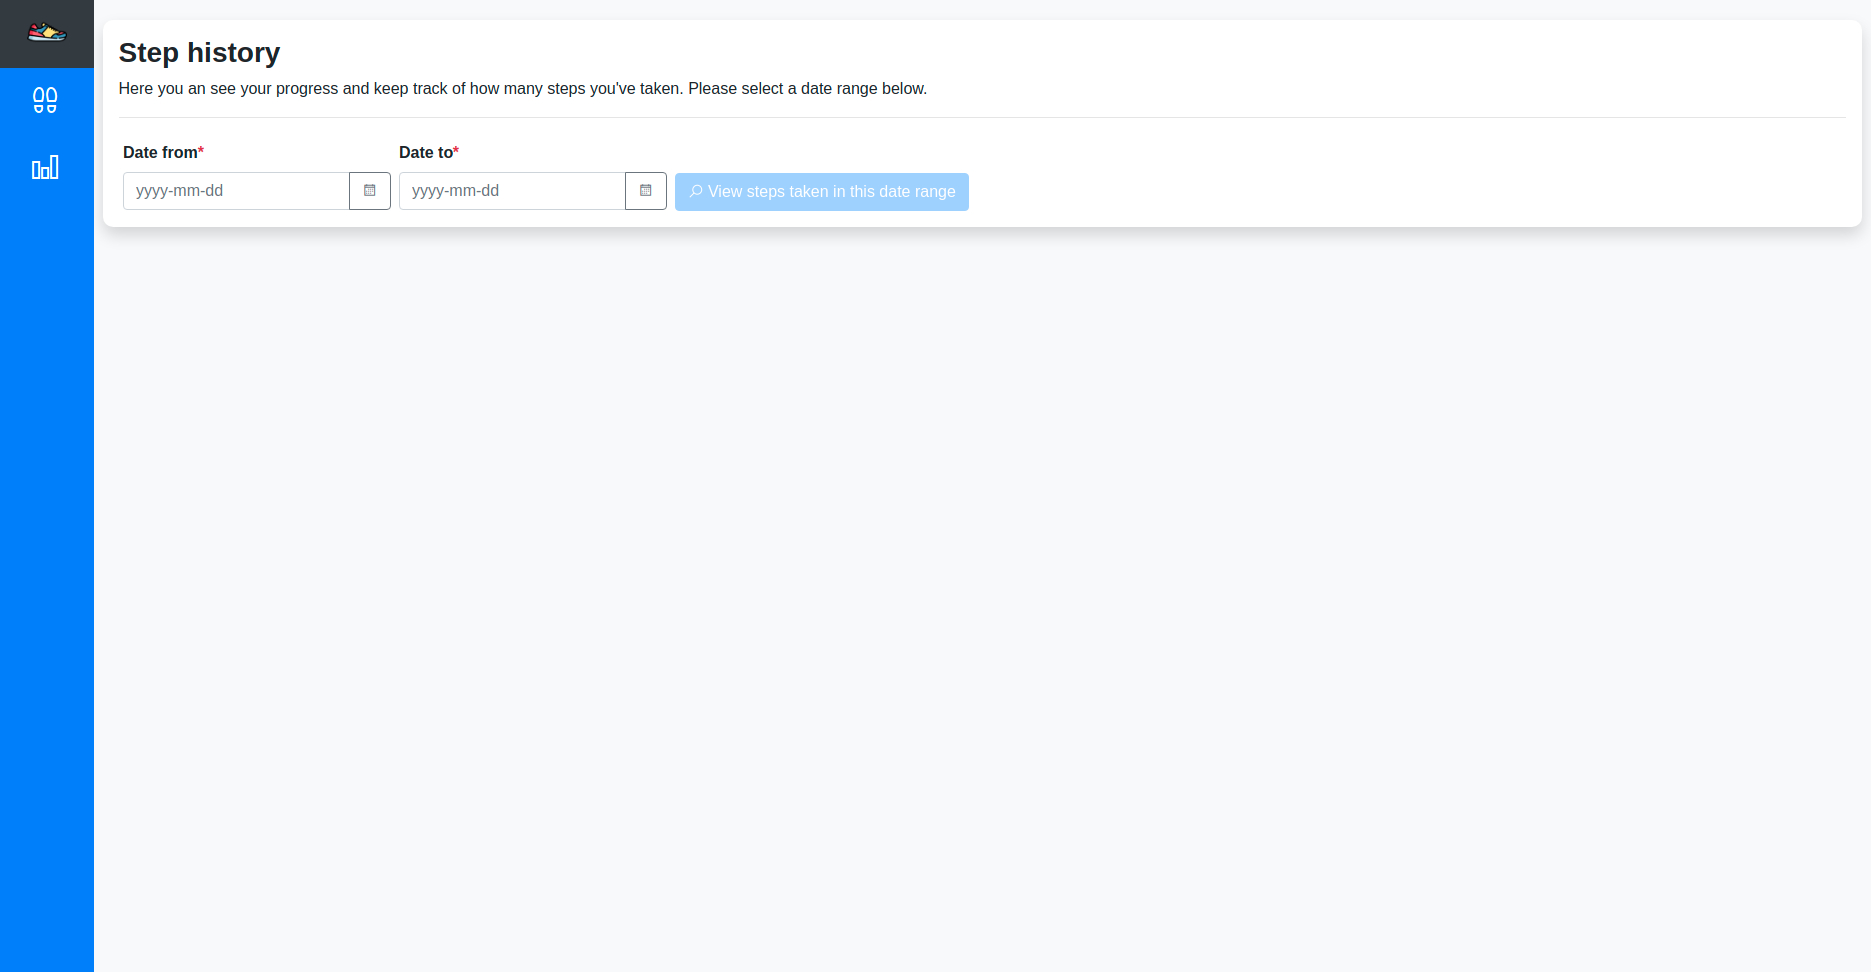 Step history
Here you an see your progress and keep track of how many steps you've taken. Please select a date range below.
Date from* Date to*
yyyy-mm-dd yyyy-mm-dd View steps taken in this date range